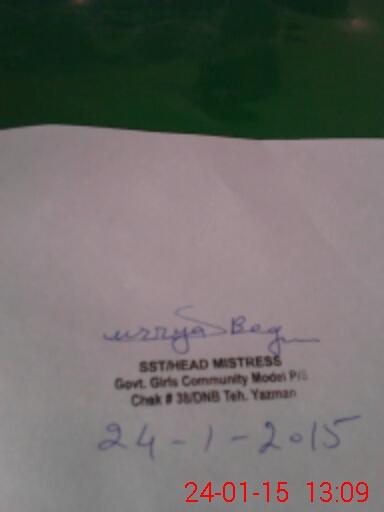 SST/HEAD MISTRESS
Govt. Girls Community Model P/S
Chak # 38/DNB Teh. Yazman
24-1-2015
24-01-15 13:09